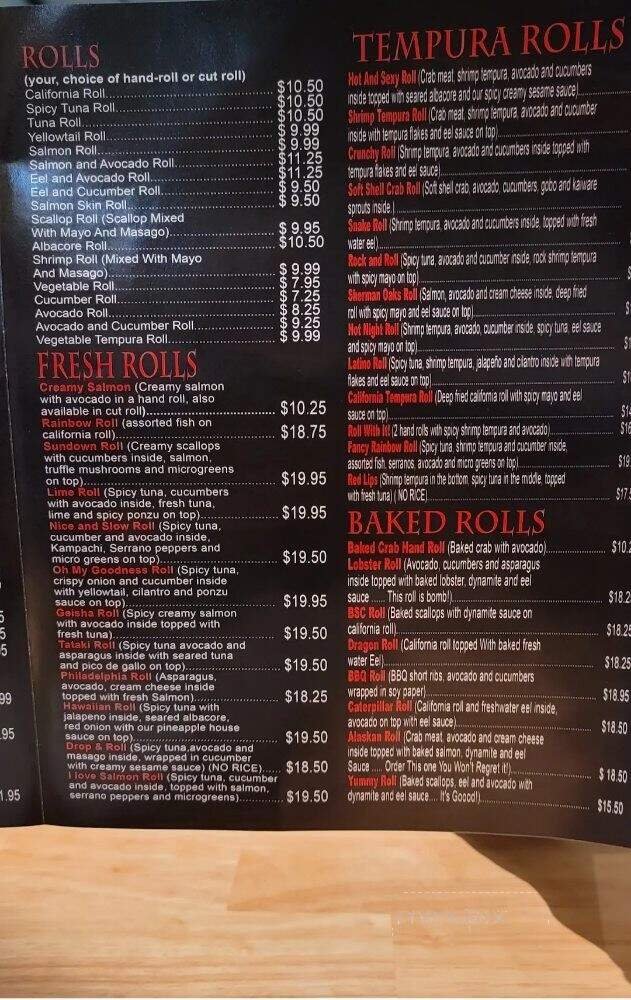 ROLLS
(your, choice of hand-roll or cut roll)
California Roll.......... $10.50
Spicy Tuna Roll.......... $10.50
Tuna Roll.......... $10.50
Yellowtail Roll.......... $ 9.99
Salmon Roll.......... $ 9.99
Salmon and Avocado Roll.......... $11.25
Eel and Avocado Roll.......... $11.25
Eel and Cucumber Roll.......... $ 9.50
Salmon Skin Roll.......... $ 9.50
Scallop Roll (Scallop Mixed
With Mayo And Masago).......... $ 9.95
Albacore Roll.......... $10.50
Shrimp Roll (Mixed With Mayo
And Masago).......... $ 9.99
Vegetable Roll.......... $ 7.95
Cucumber Roll.......... $ 7.25
Avocado Roll.......... $ 8.25
Avocado and Cucumber Roll.......... $ 9.25
Vegetable Tempura Roll.......... $ 9.99
FRESH ROLLS
Creamy Salmon (Creamy salmon
with avocado in a hand roll, also
available in cut roll).......... $10.25
Rainbow Roll (assorted fish on
california roll).......... $18.75
Sundown Roll (Creamy scallops
with cucumbers inside, salmon,
truffle mushrooms and microgreens
on top).......... $19.95
Lime Roll (Spicy tuna, cucumbers
with avocado inside, fresh tuna,
lime and spicy ponzu on top).......... $19.95
Nice and Slow Roll (Spicy tuna,
cucumber and avocado inside,
Kampachi, Serrano peppers and
micro greens on top).......... $19.50
Oh My Goodness Roll (Spicy tuna,
crispy onion and cucumber inside
with yellowtail, cilantro and ponzu
sauce on top).......... $19.95
Geisha Roll (Spicy creamy salmon
with avocado inside topped with
fresh tuna).......... $19.50
Tataki Roll (Spicy tuna avocado and
asparagus inside with seared tuna
and pico de gallo on top).......... $19.50
Philadelphia Roll (Asparagus,
avocado, cream cheese inside
topped with fresh Salmon).......... $18.25
Hawaiian Roll (Spicy tuna with
jalapeno inside, seared albacore,
red onion with our pineapple house
sauce on top).......... $19.50
Drop & Roll (Spicy tuna,avocado and
masago inside, wrapped in cucumber
with creamy sesame sauce) (NO RICE).... $18.50
I love Salmon Roll (Spicy tuna, cucumber
and avocado inside, topped with salmon,
serrano peppers and microgreens).......... $19.50
TEMPURA ROLLS
Hot And Sexy Roll (Crab meat, shrimp tempura, avocado and cucumbers
inside topped with seared albacore and our spicy creamy sesame sauce)
Shrimp Tempura Roll (Crab meat, shrimp tempura, avocado and cucumber
inside with tempura flakes and eel sauce on top)
Crunchy Roll (Shrimp tempura, avocado and cucumbers inside topped with
tempura flakes and eel sauce)
Soft Shell Crab Roll (Soft shell crab, avocado, cucumbers, gobo and kaiware
sprouts inside.)
Snake Roll (Shrimp tempura, avocado and cucumbers inside, topped with fresh
water eel)
Rock and Roll (Spicy tuna, avocado and cucumber inside, rock shrimp tempura
with spicy mayo on top)
Sherman Oaks Roll (Salmon, avocado and cream cheese inside, deep fried
roll with spicy mayo and eel sauce on top)
Hot Night Roll (Shrimp tempura, avocado, cucumber inside, spicy tuna, eel sauce
and spicy mayo on top)
Latino Roll (Spicy tuna, shrimp tempura, jalapeño and cilantro inside with tempura
flakes and eel sauce on top)
California Tempura Roll (Deep fried california roll with spicy mayo and eel
sauce on top)
Roll With It! (2 hand rolls with spicy shrimp tempura and avocado)
Fancy Rainbow Roll (Spicy tuna, shrimp tempura and cucumber inside,
assorted fish, serranos, avocado and micro greens on top)
Red Lips (Shrimp tempura in the bottom, spicy tuna in the middle, topped
with fresh tuna) ( NO RICE)
BAKED ROLLS
Baked Crab Hand Roll (Baked crab with avocado).......... $10.2
Lobster Roll (Avocado, cucumbers and asparagus
inside topped with baked lobster, dynamite and eel
sauce ..... This roll is bomb!).......... $18.2
BSC Roll (Baked scallops with dynamite sauce on
california roll).......... $18.25
Dragon Roll (California roll topped With baked fresh
water Eel).......... $18.25
BBQ Roll (BBQ short ribs, avocado and cucumbers
wrapped in soy paper).......... $18.95
Caterpillar Roll (California roll and freshwater eel inside,
avocado on top with eel sauce).......... $18.50
Alaskan Roll (Crab meat, avocado and cream cheese
inside topped with baked salmon, dynamite and eel
Sauce ..... Order This one You Won't Regret it!).......... $ 18.50
Yummy Roll (Baked scallops, eel and avocado with
dynamite and eel sauce.... It's Goood!).......... $15.50